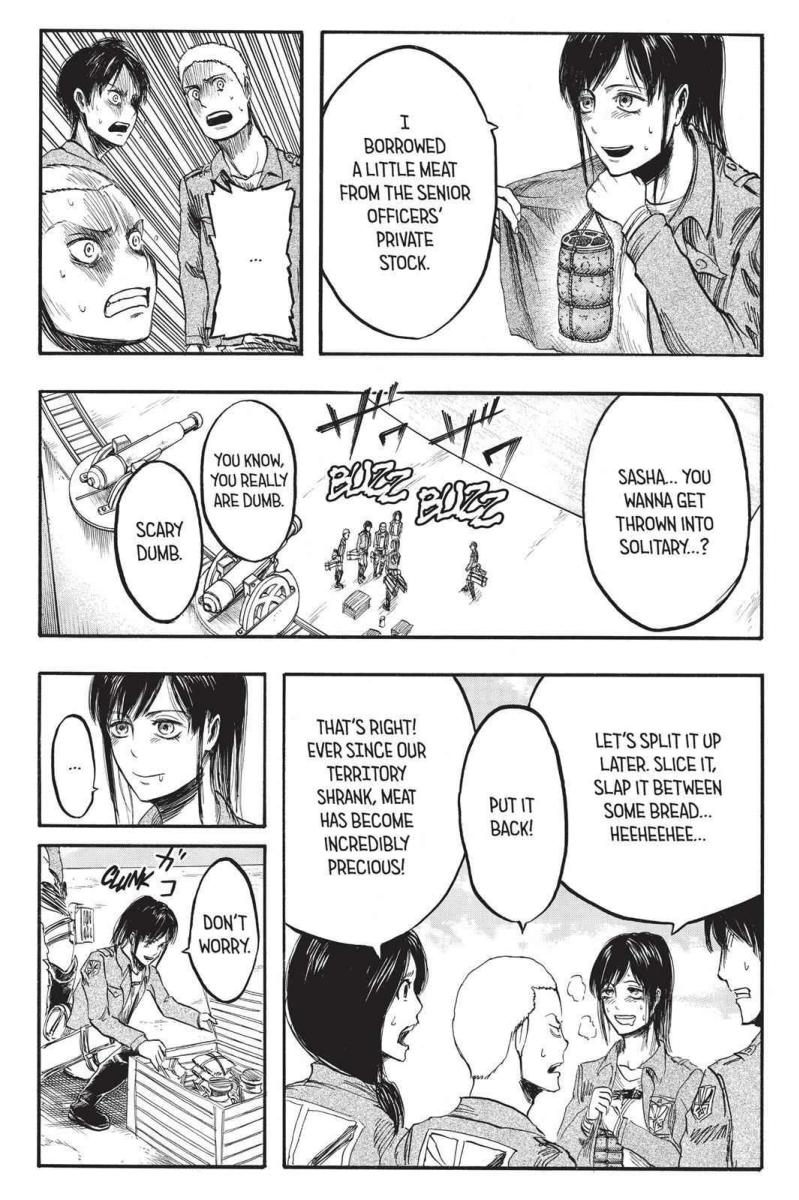 I
BORROWED
A LITTLE MEAT
FROM THE SENIOR
OFFICERS'
PRIVATE
STOCK.
...
SASHA... YOU
WANNA GET
THROWN INTO
SOLITARY...?
ザワ
ザワ
BUZZ
BUZZ
YOU KNOW,
YOU REALLY
ARE DUMB.
SCARY
DUMB.
LET'S SPLIT IT UP
LATER. SLICE IT,
SLAP IT BETWEEN
SOME BREAD...
HEEHEEHEE...
PUT IT
BACK!
THAT'S RIGHT!
EVER SINCE OUR
TERRITORY
SHRANK, MEAT
HAS BECOME
INCREDIBLY
PRECIOUS!
...
DON'T
WORRY.
ガコ
CLUNK